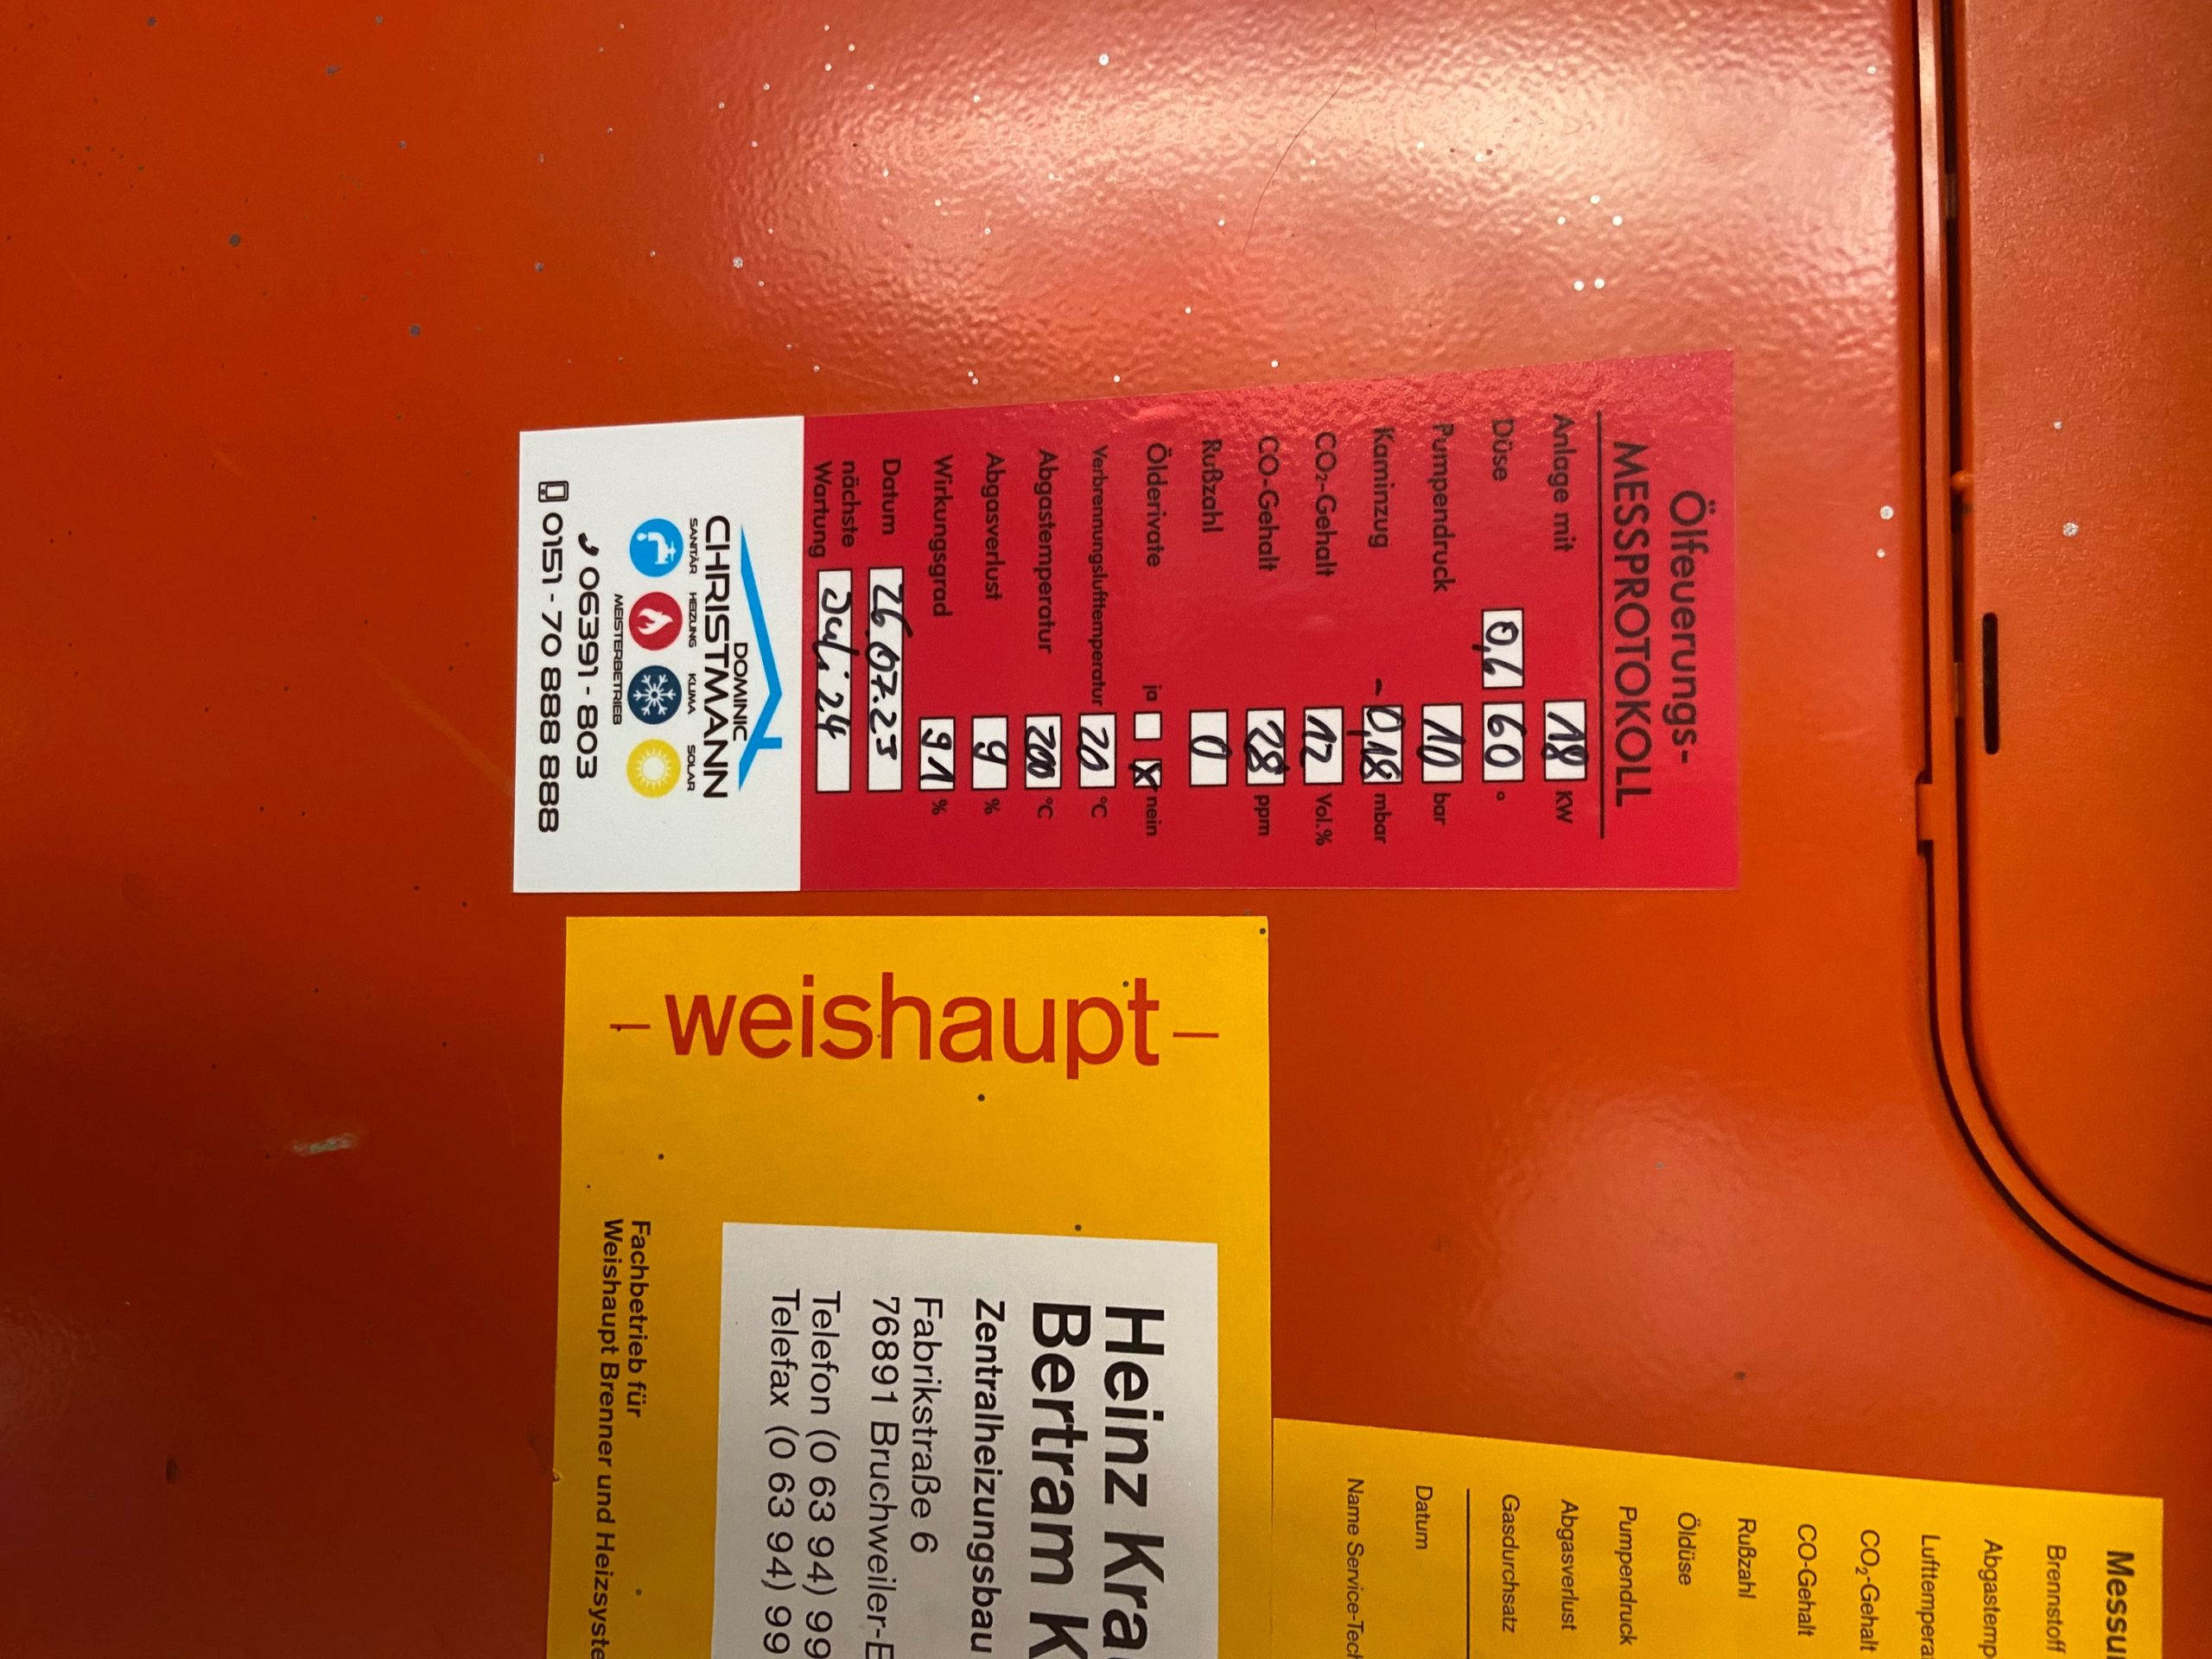 Ölfeuerungs-
MESSPROTOKOLL
Anlage mit 18 KW
Düse 0,6 60 °
Pumpendruck 10 bar
Kaminzug -0,18 mbar
CO₂-Gehalt 12 Vol.%
CO-Gehalt 28 ppm
Rußzahl 0
Ölderivate ja x nein
Verbrennungslufttemperatur 20 °C
Abgastemperatur 200 °C
Abgasverlust 9 %
Wirkungsgrad 91 %
Datum 26.07.23
nächste
Wartung Juli 24
DOMINIC
CHRISTMANN
SANITÄR HEIZUNG KLIMA SOLAR
MEISTERBETRIEB
06391 - 803
0151 - 70 888 888
- weishaupt -
Heinz Kra
Bertram K
Zentralheizungsbau
Fabrikstraße 6
76891 Bruchweiler-B
Telefon (0 63 94) 99
Telefax (0 63 94) 99
Fachbetrieb für
Weishaupt Brenner und Heizsyste
Messu
Brennstoff
Abgastemp
Lufttempera
CO₂-Gehalt
CO-Gehalt
Rußzahl
Öldüse
Pumpendruck
Abgasverlust
Gasdurchsatz
Datum
Name Service-Tech